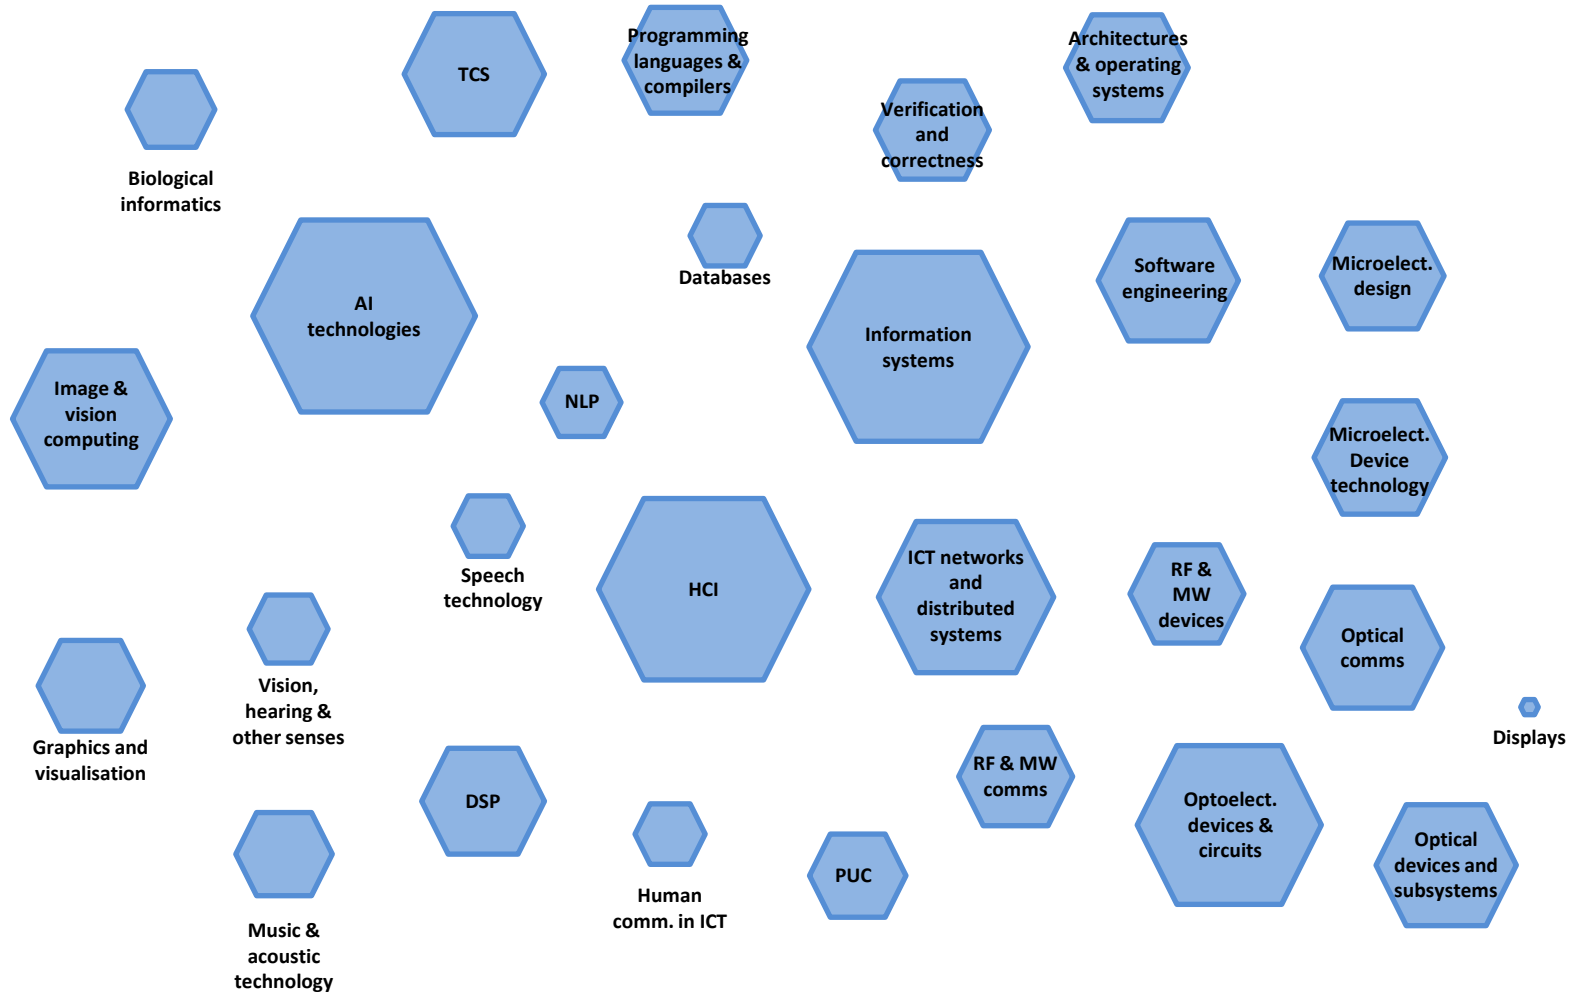 TCS
Programming
languages &
compilers
Architectures
& operating
systems
Verification
and
correctness
Biological
informatics
Databases
AI
technologies
Information
systems
Software
engineering
Microelect.
design
Image &
vision
computing
NLP
Microelect.
Device
technology
Speech
technology
HCI
ICT networks
and
distributed
systems
RF &
MW
devices
Optical
comms
Vision,
hearing &
other senses
Graphics and
visualisation
Displays
DSP
RF & MW
comms
Optoelect.
devices &
circuits
Optical
devices and
subsystems
PUC
Human
comm. in ICT
Music &
acoustic
technology